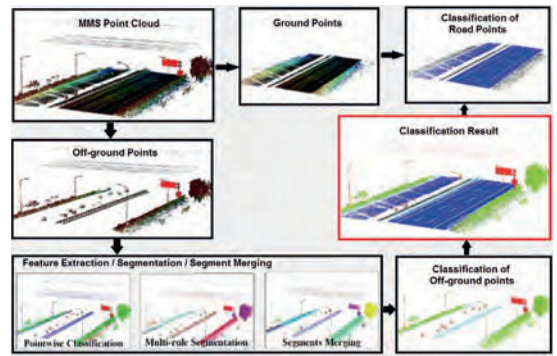 MMS Point Cloud
Ground Points
Classification of
Road Points
Off-ground Points
Classification Result
Feature Extraction / Segmentation / Segment Merging
Pointwise Classification
Multi-rule Segmentation
Segments Merging
Classification of
Off-ground points